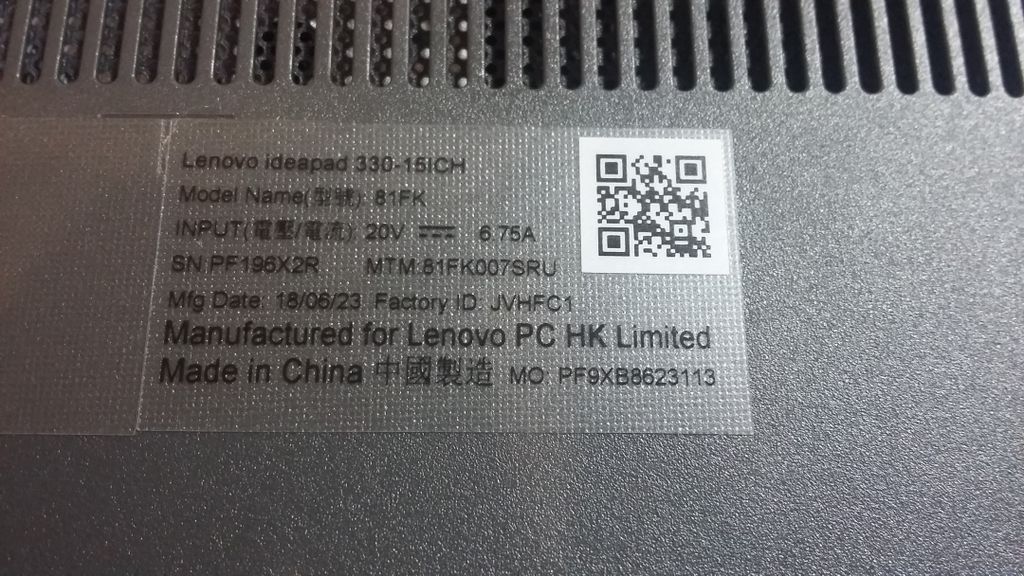 Lenovo ideapad 330-15ICH
Model Name(型號): 81FK
INPUT(電壓/電流): 20V ⎓ 6.75A
SN PF196X2R MTM 81FK007SRU
Mfg Date: 18/06/23 Factory ID: JVHFC1
Manufactured for Lenovo PC HK Limited
Made in China 中國製造 MO: PF9XB8623113